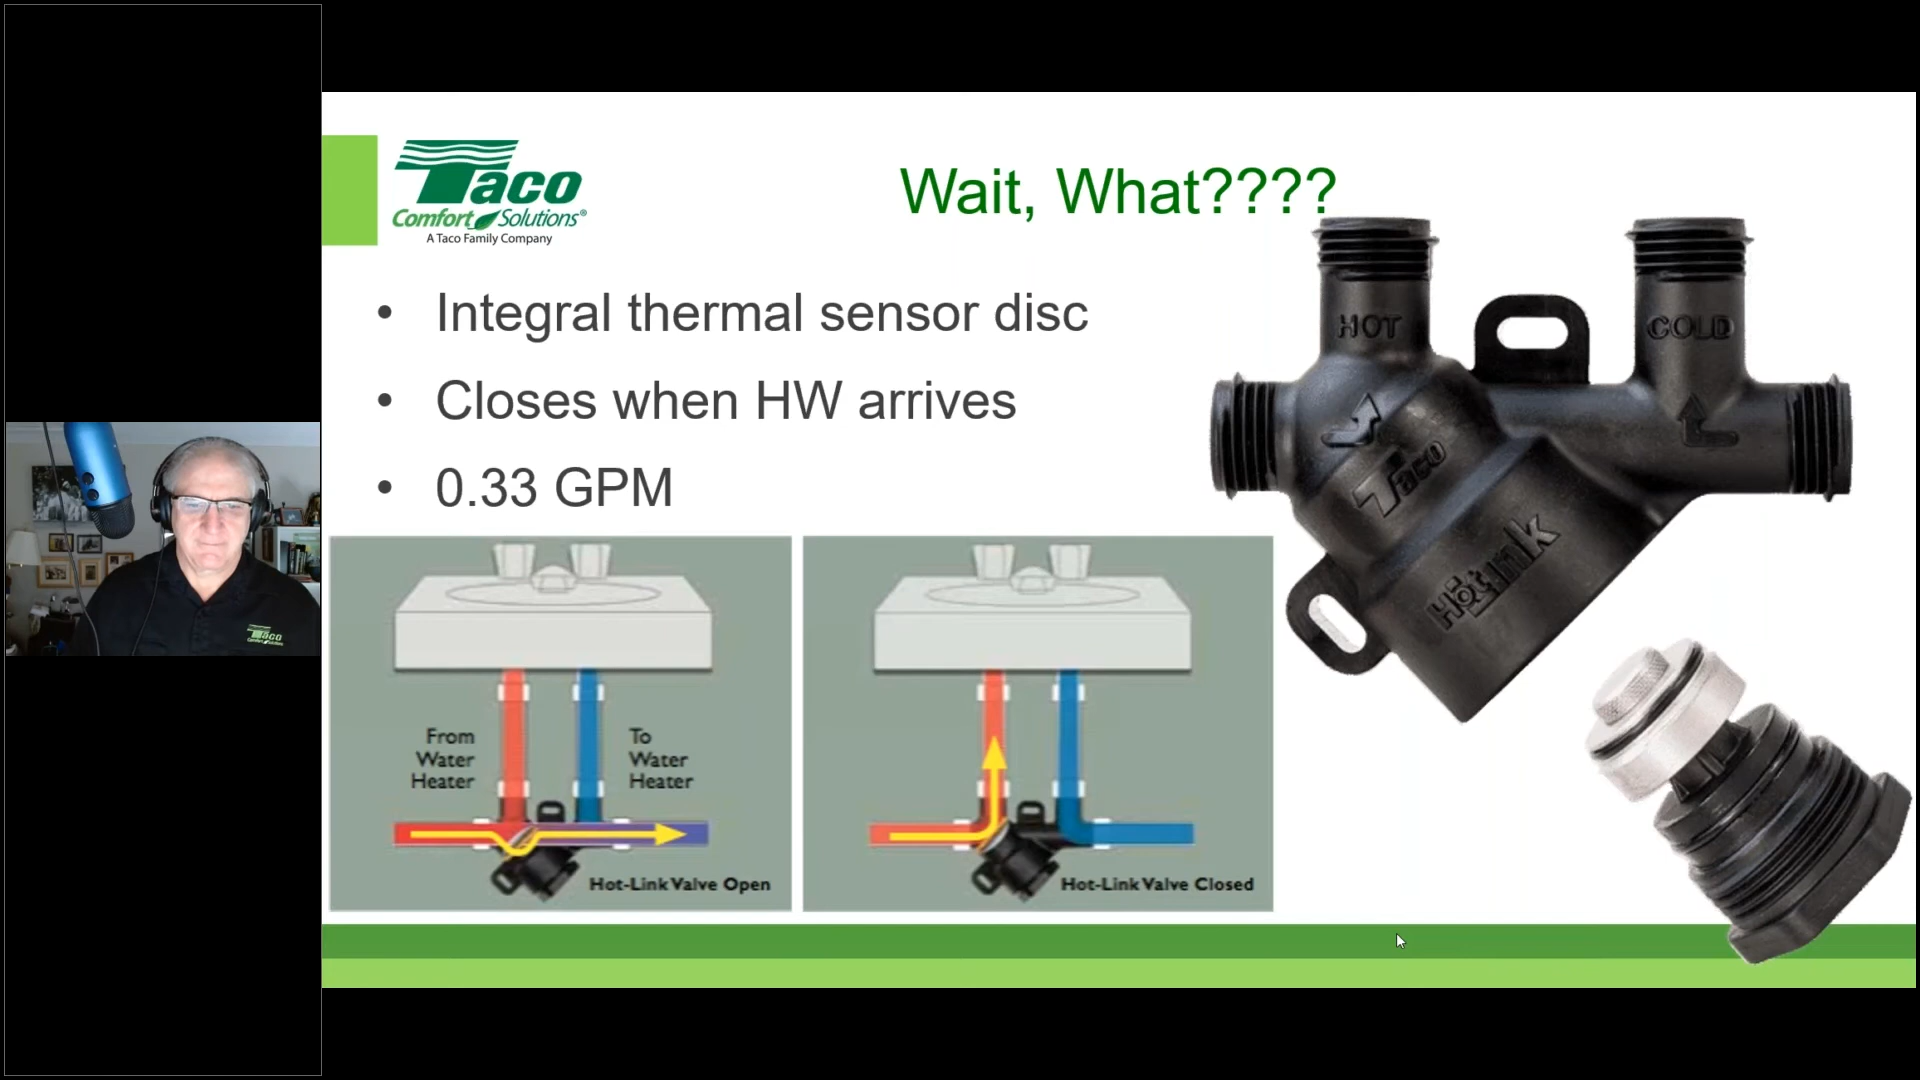 Taco
Comfort Solutions®
A Taco Family Company
Wait, What????
• Integral thermal sensor disc
• Closes when HW arrives
• 0.33 GPM
HOT
COLD
Taco
HotLink
From
Water
Heater
To
Water
Heater
Hot-Link Valve Open
Hot-Link Valve Closed
Taco